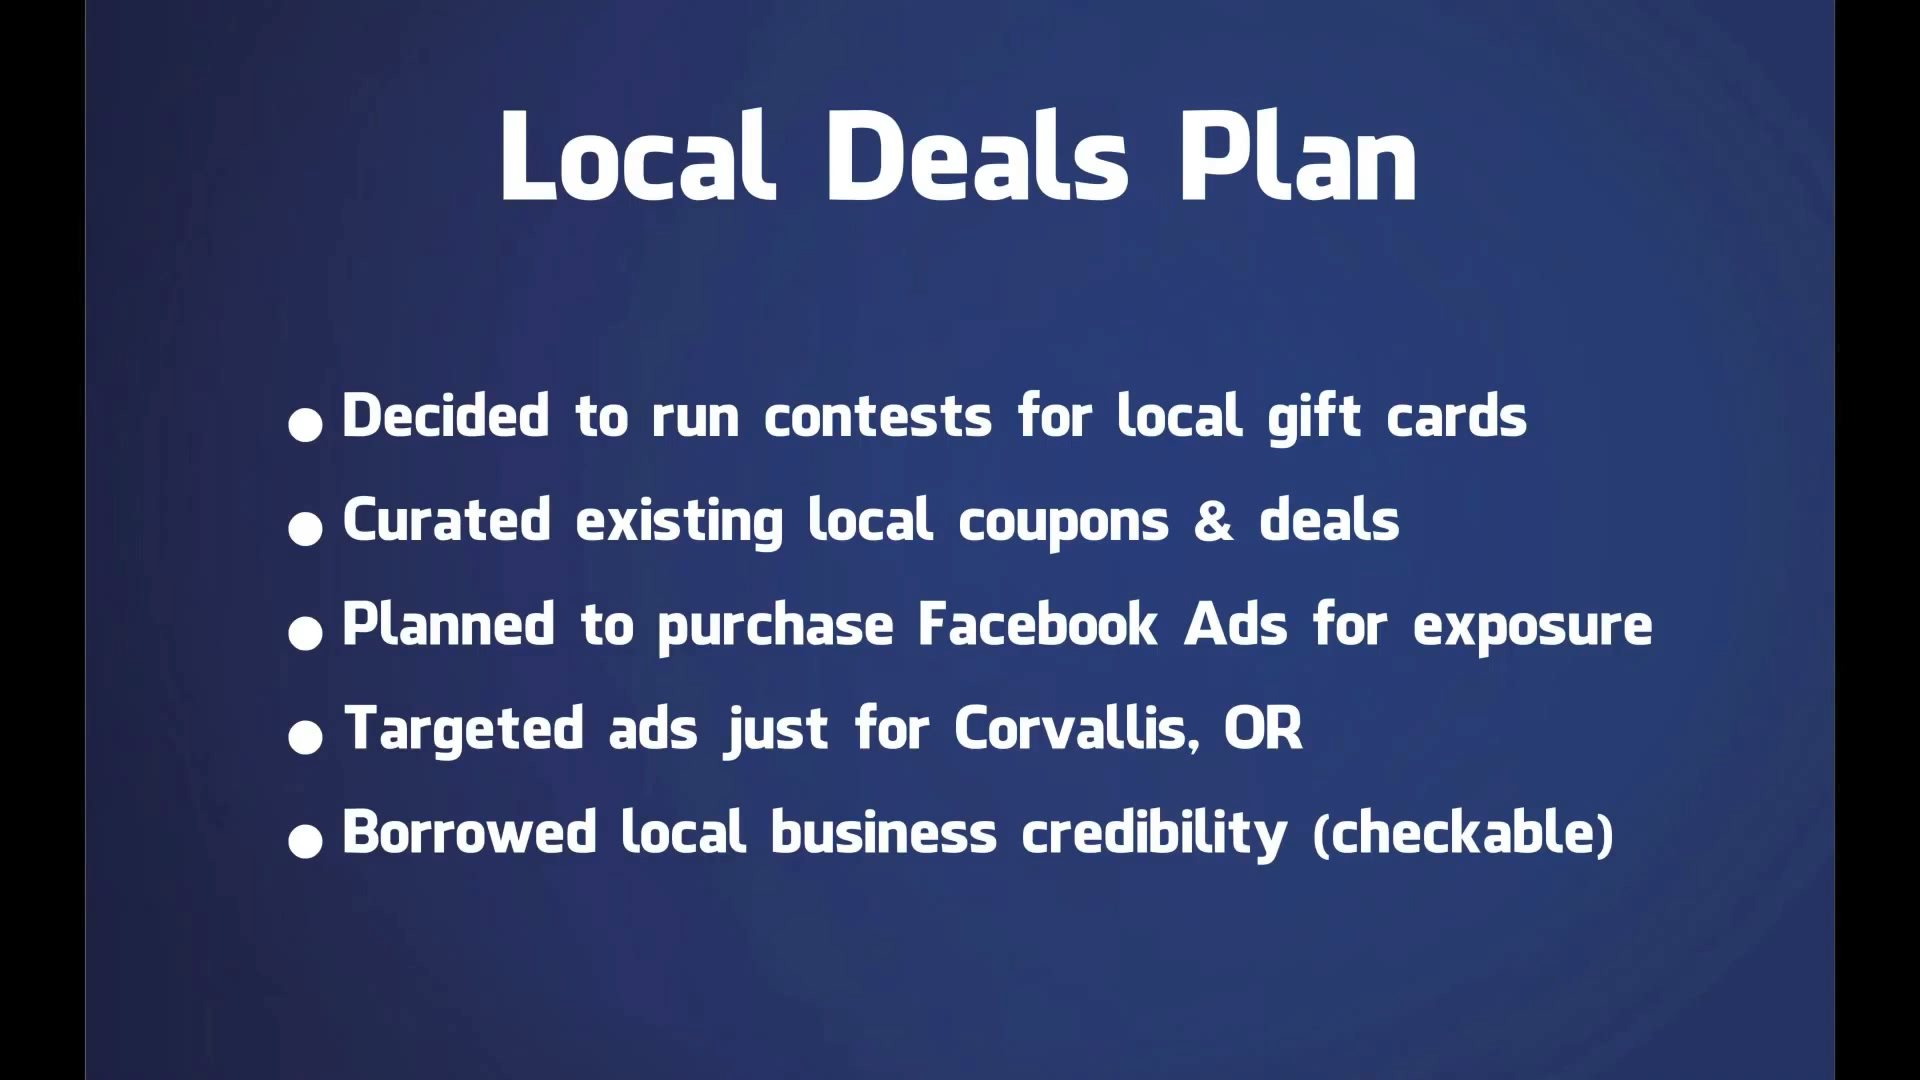 Local Deals Plan
● Decided to run contests for local gift cards
● Curated existing local coupons & deals
● Planned to purchase Facebook Ads for exposure
● Targeted ads just for Corvallis, OR
● Borrowed local business credibility (checkable)